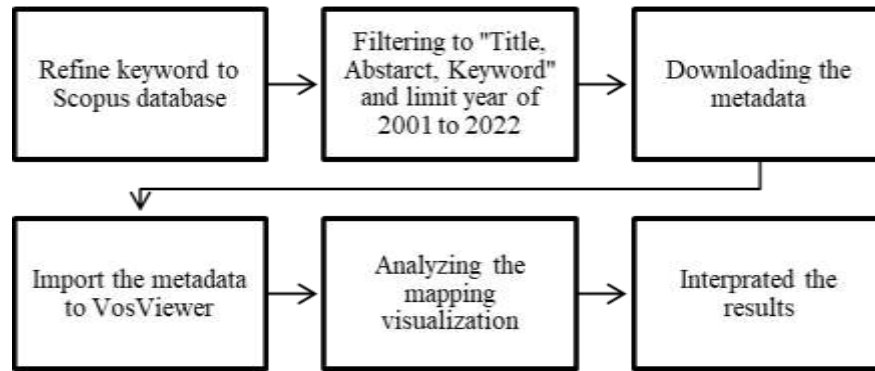 Refine keyword to
Scopus database
Filtering to "Title,
Abstarct, Keyword"
and limit year of
2001 to 2022
Downloading the
metadata
Import the metadata
to VosViewer
Analyzing the
mapping
visualization
Interprated the
results